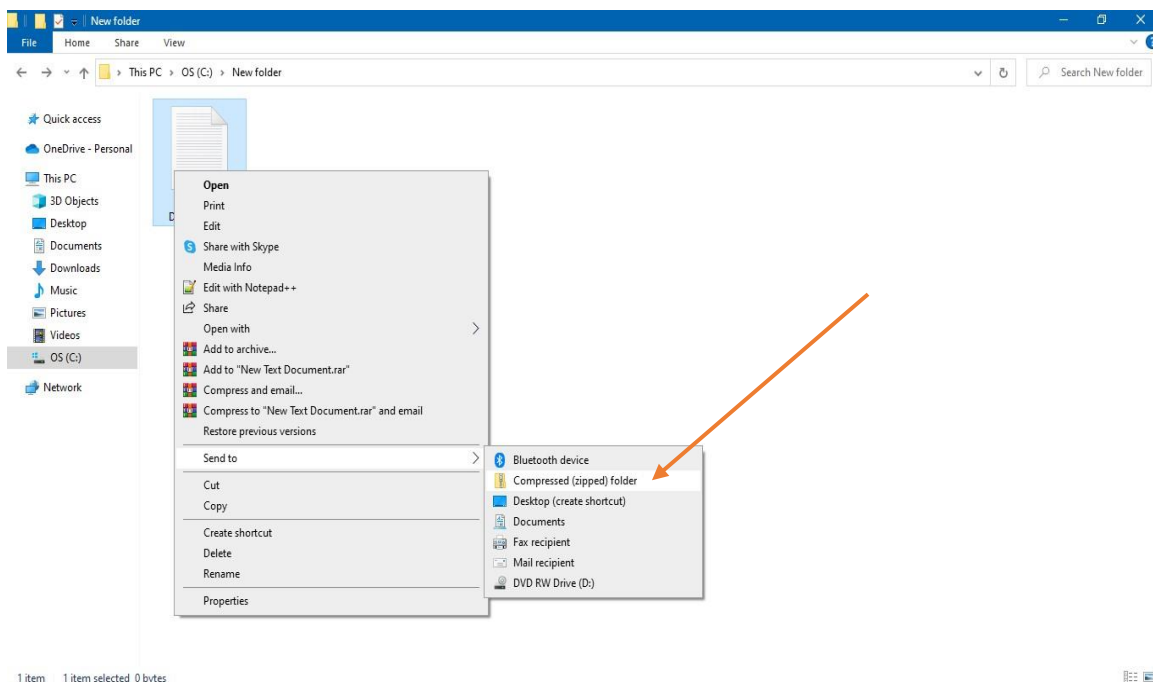 New folder
File Home Share View
This PC > OS (C:) > New folder
Search New folder
Quick access
OneDrive - Personal
This PC
3D Objects
Desktop
Documents
Downloads
Music
Pictures
Videos
OS (C:)
Network
D
Open
Print
Edit
Share with Skype
Media Info
Edit with Notepad++
Share
Open with
Add to archive...
Add to "New Text Document.rar"
Compress and email...
Compress to "New Text Document.rar" and email
Restore previous versions
Send to
Cut
Copy
Create shortcut
Delete
Rename
Properties
Bluetooth device
Compressed (zipped) folder
Desktop (create shortcut)
Documents
Fax recipient
Mail recipient
DVD RW Drive (D:)
1 item 1 item selected 0 bytes